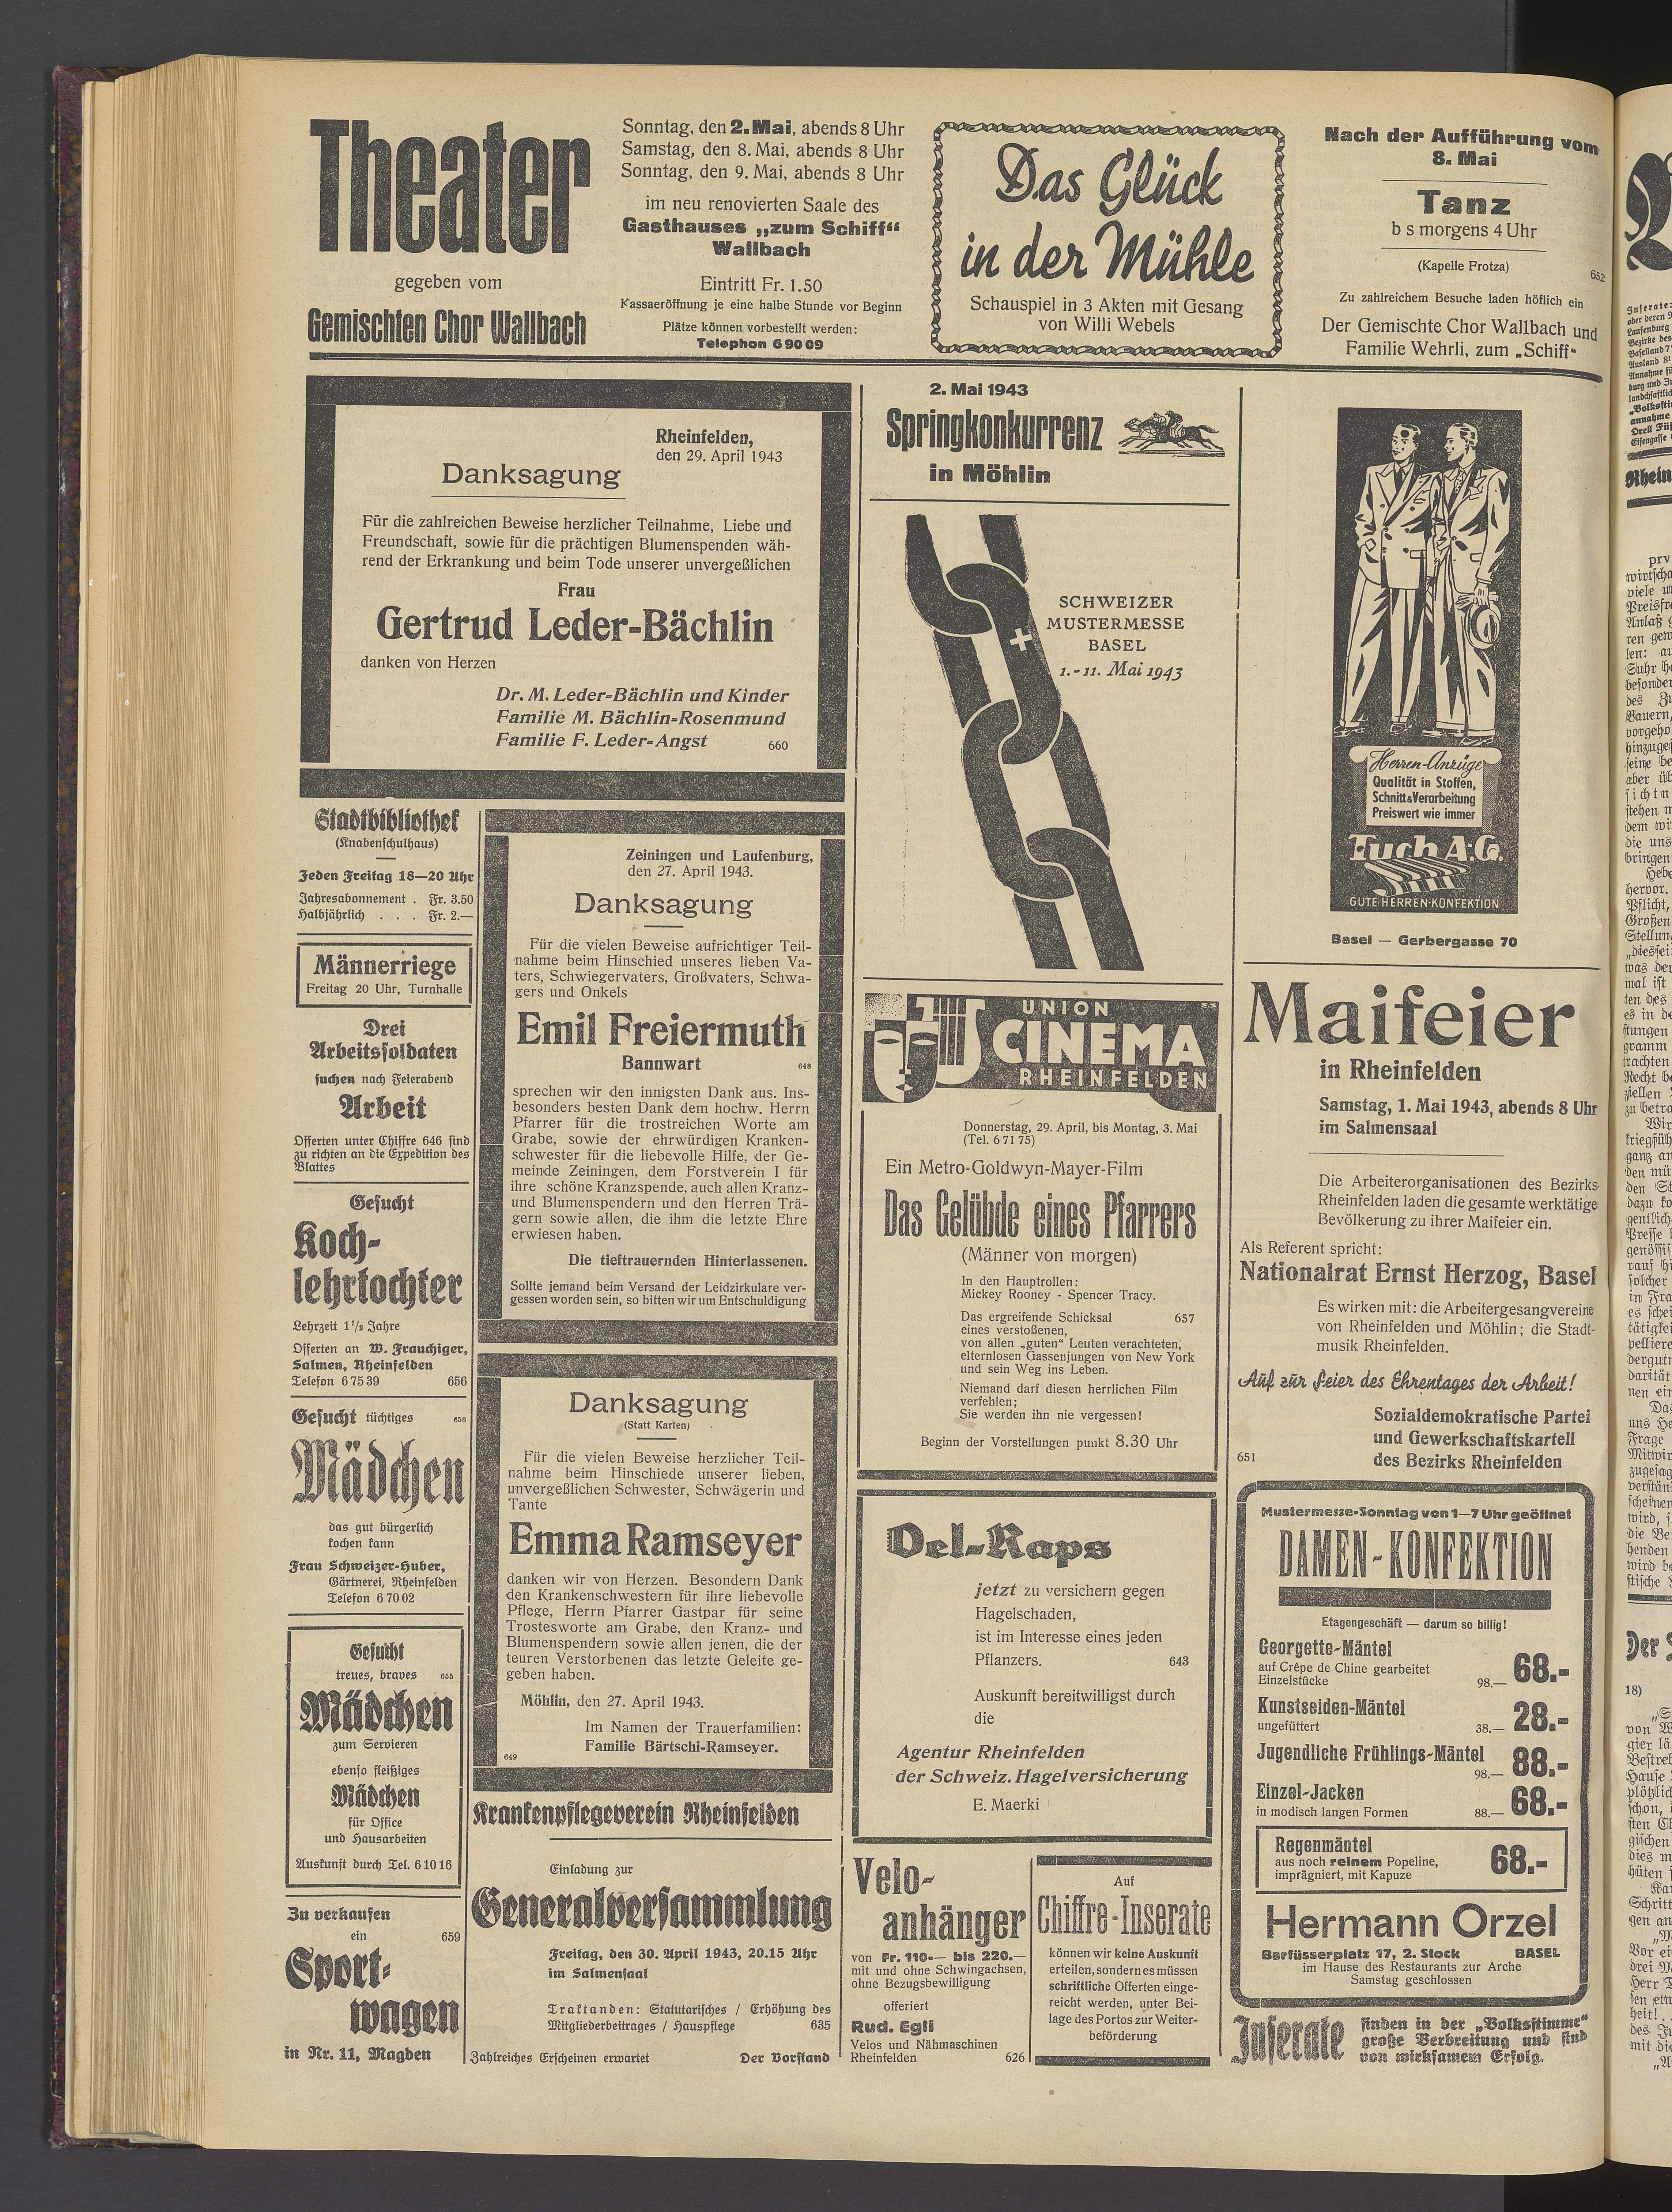 Theater
gegeben vom
Gemischten Chor Wallbach
Sonntag, den 2. Mai, abends 8 Uhr
Samstag, den 8. Mai, abends 8 Uhr
Sonntag, den 9. Mai, abends 8 Uhr
im neu renovierten Saale des
Gasthauses „zum Schiff“
Wallbach
Eintritt Fr. 1.50
Kassaeröffnung je eine halbe Stunde vor Beginn
Plätze können vorbestellt werden:
Telephon 6 90 09
Das Glück
in der Mühle
Schauspiel in 3 Akten mit Gesang
von Willi Webels
Nach der Aufführung vom
8. Mai
Tanz
b s morgens 4 Uhr
(Kapelle Frotza)
652
Zu zahlreichem Besuche laden höflich ein
Der Gemischte Chor Wallbach und
Familie Wehrli, zum „Schiff“
Rheinfelden,
den 29. April 1943
Danksagung
Für die zahlreichen Beweise herzlicher Teilnahme, Liebe und
Freundschaft, sowie für die prächtigen Blumenspenden wäh-
rend der Erkrankung und beim Tode unserer unvergeßlichen
Frau
Gertrud Leder-Bächlin
danken von Herzen
Dr. M. Leder-Bächlin und Kinder
Familie M. Bächlin-Rosenmund
Familie F. Leder-Angst 660
Stadtbibliothek
(Knabenschulhaus)
Jeden Freitag 18—20 Uhr
Jahresabonnement . Fr. 3.50
Halbjährlich . . . Fr. 2.—
Männerriege
Freitag 20 Uhr, Turnhalle
Drei
Arbeitssoldaten
suchen nach Feierabend
Arbeit
Offerten unter Chiffre 646 sind
zu richten an die Expedition des
Blattes
Gesucht
Koch-
lehrtochter
Lehrzeit 1½ Jahre
Offerten an W. Frauchiger,
Salmen, Rheinfelden
Telefon 6 75 39 656
Gesucht tüchtiges 658
Mädchen
das gut bürgerlich
kochen kann
Frau Schweizer-Huber,
Gärtnerei, Rheinfelden
Telefon 6 70 02
Gesucht
treues, braves 655
Mädchen
zum Servieren
ebenso fleißiges
Mädchen
für Office
und Hausarbeiten
Auskunft durch Tel. 6 10 16
Zu verkaufen
ein 659
Sport-
wagen
in Nr. 11, Magden
Zeiningen und Laufenburg,
den 27. April 1943.
Danksagung
Für die vielen Beweise aufrichtiger Teil-
nahme beim Hinschied unseres lieben Va-
ters, Schwiegervaters, Großvaters, Schwa-
gers und Onkels
Emil Freiermuth
Bannwart 648
sprechen wir den innigsten Dank aus. Ins-
besonders besten Dank dem hochw. Herrn
Pfarrer für die trostreichen Worte am
Grabe, sowie der ehrwürdigen Kranken-
schwester für die liebevolle Hilfe, der Ge-
meinde Zeiningen, dem Forstverein I für
ihre schöne Kranzspende, auch allen Kranz-
und Blumenspendern und den Herren Trä-
gern sowie allen, die ihm die letzte Ehre
erwiesen haben.
Die tieftrauernden Hinterlassenen.
Sollte jemand beim Versand der Leidzirkulare ver-
gessen worden sein, so bitten wir um Entschuldigung
Danksagung
(Statt Karten)
Für die vielen Beweise herzlicher Teil-
nahme beim Hinschiede unserer lieben,
unvergeßlichen Schwester, Schwägerin und
Tante
Emma Ramseyer
danken wir von Herzen. Besondern Dank
den Krankenschwestern für ihre liebevolle
Pflege, Herrn Pfarrer Gastpar für seine
Trostesworte am Grabe, den Kranz- und
Blumenspendern sowie allen jenen, die der
teuren Verstorbenen das letzte Geleite ge-
geben haben.
Möhlin, den 27. April 1943.
Im Namen der Trauerfamilien:
Familie Bärtschi-Ramseyer.
649
Krankenpflegeverein Rheinfelden
Einladung zur
Generalversammlung
Freitag, den 30. April 1943, 20.15 Uhr
im Salmensaal
Traktanden: Statutarisches / Erhöhung des
Mitgliederbeitrages / Hauspflege 635
Zahlreiches Erscheinen erwartet Der Vorstand
2. Mai 1943
Springkonkurrenz
in Möhlin
SCHWEIZER
MUSTERMESSE
BASEL
1.-11. Mai 1943
UNION
CINEMA
RHEINFELDEN
Donnerstag, 29. April, bis Montag, 3. Mai
(Tel. 6 71 75)
Ein Metro-Goldwyn-Mayer-Film
Das Gelübde eines Pfarrers
(Männer von morgen)
In den Hauptrollen:
Mickey Rooney - Spencer Tracy.
Das ergreifende Schicksal 657
eines verstoßenen,
von allen „guten“ Leuten verachteten,
elternlosen Gassenjungen von New York
und sein Weg ins Leben.
Niemand darf diesen herrlichen Film
verfehlen;
Sie werden ihn nie vergessen!
Beginn der Vorstellungen punkt 8.30 Uhr
Oel-Raps
jetzt zu versichern gegen
Hagelschaden,
ist im Interesse eines jeden
Pflanzers. 643
Auskunft bereitwilligst durch
die
Agentur Rheinfelden
der Schweiz. Hagelversicherung
E. Maerki
Velo-
anhänger
von Fr. 110.— bis 220.—
mit und ohne Schwingachsen,
ohne Bezugsbewilligung
offeriert
Rud. Egli
Velos und Nähmaschinen
Rheinfelden 626
Auf
Chiffre-Inserate
können wir keine Auskunft
erteilen, sondern es müssen
schriftliche Offerten einge-
reicht werden, unter Bei-
lage des Portos zur Weiter-
beförderung
Herren-Anzüge
Qualität in Stoffen,
Schnitt & Verarbeitung
Preiswert wie immer
Tuch A.G.
GUTE HERREN-KONFEKTION
Basel — Gerbergasse 70
Maifeier
in Rheinfelden
Samstag, 1. Mai 1943, abends 8 Uhr
im Salmensaal
Die Arbeiterorganisationen des Bezirks
Rheinfelden laden die gesamte werktätige
Bevölkerung zu ihrer Maifeier ein.
Als Referent spricht:
Nationalrat Ernst Herzog, Basel
Es wirken mit: die Arbeitergesangvereine
von Rheinfelden und Möhlin; die Stadt-
musik Rheinfelden.
Auf zur Feier des Ehrentages der Arbeit!
Sozialdemokratische Partei
und Gewerkschaftskartell
651 des Bezirks Rheinfelden
Mustermesse-Sonntag von 1—7 Uhr geöffnet
DAMEN-KONFEKTION
Etagengeschäft — darum so billig!
Georgette-Mäntel
auf Crêpe de Chine gearbeitet
Einzelstücke 98.— 68.-
Kunstseiden-Mäntel
ungefüttert 38.— 28.-
Jugendliche Frühlings-Mäntel
98.— 88.-
Einzel-Jacken
in modisch langen Formen 88.— 68.-
Regenmäntel
aus noch reinem Popeline,
imprägniert, mit Kapuze 68.-
Hermann Orzel
Barfüsserplatz 17, 2. Stock BASEL
im Hause des Restaurants zur Arche
Samstag geschlossen
Inserate finden in der „Volksstimme“
große Verbreitung und sind
von wirksamem Erfolg.